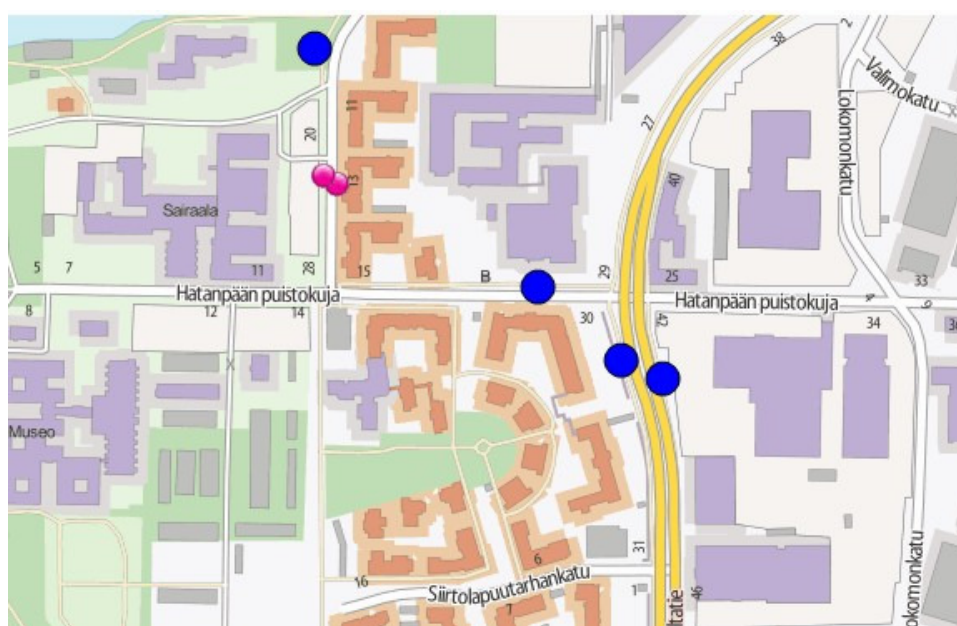 2
38
Valimokatu
20
11
27
Lokomonkatu
13
40
Sairaala
5
7
11
28
15
B
29
25
33
Hatanpään puistokuja
Hatanpään puistokuja
4
9
8
12
14
30
42
34
Museo
31
16
6
Siirtolapuutarhankatu
7
1
46
ltatie
okomonkatu